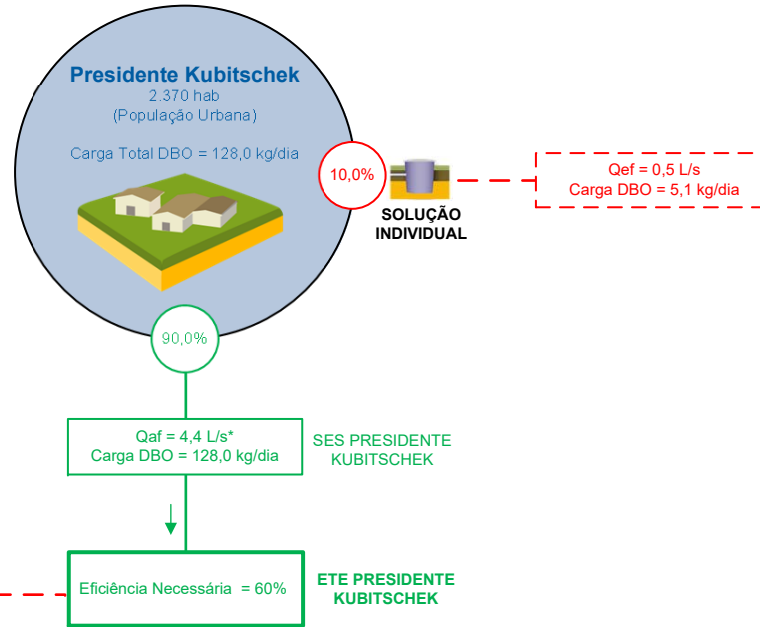 Presidente Kubitschek
2.370 hab
(População Urbana)
Carga Total DBO = 128,0 kg/dia
10,0%
SOLUÇÃO
INDIVIDUAL
Qef = 0,5 L/s
Carga DBO = 5,1 kg/dia
90,0%
Qaf = 4,4 L/s*
Carga DBO = 128,0 kg/dia
SES PRESIDENTE
KUBITSCHEK
Eficiência Necessária = 60%
ETE PRESIDENTE
KUBITSCHEK